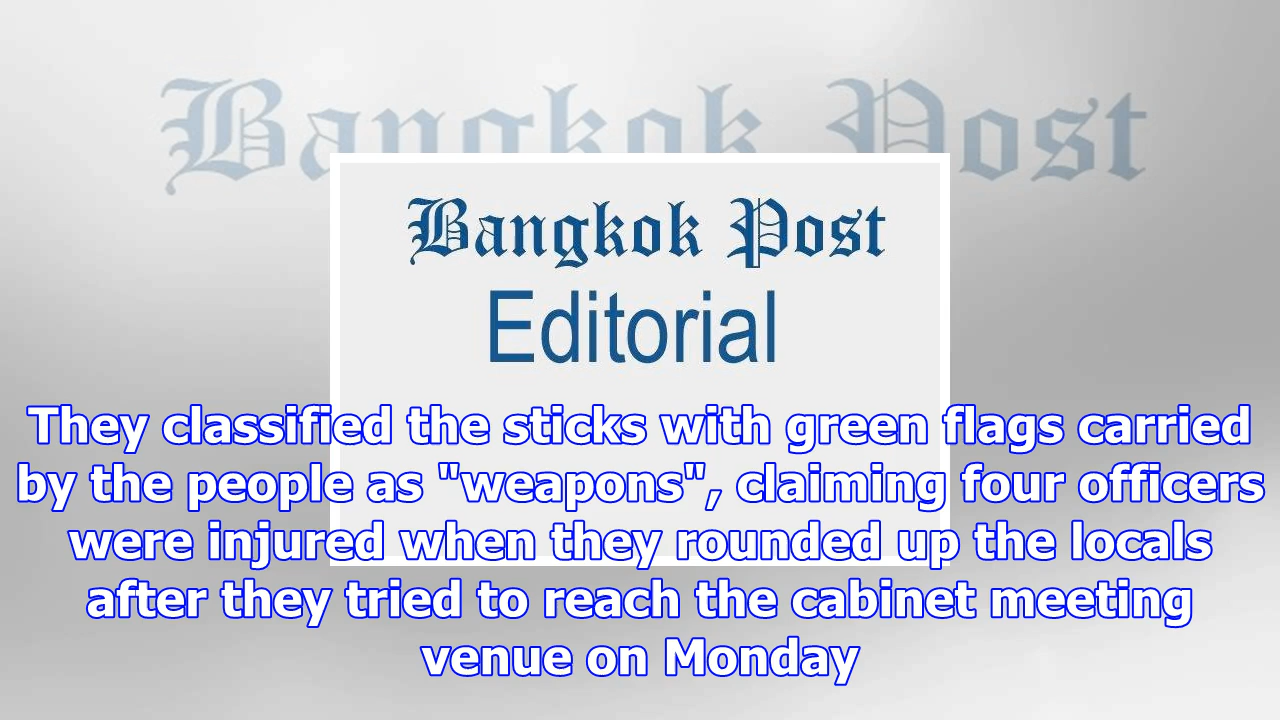 Bangkok Post
Bangkok Post
Editorial
They classified the sticks with green flags carried
by the people as "weapons", claiming four officers
were injured when they rounded up the locals
after they tried to reach the cabinet meeting
venue on Monday